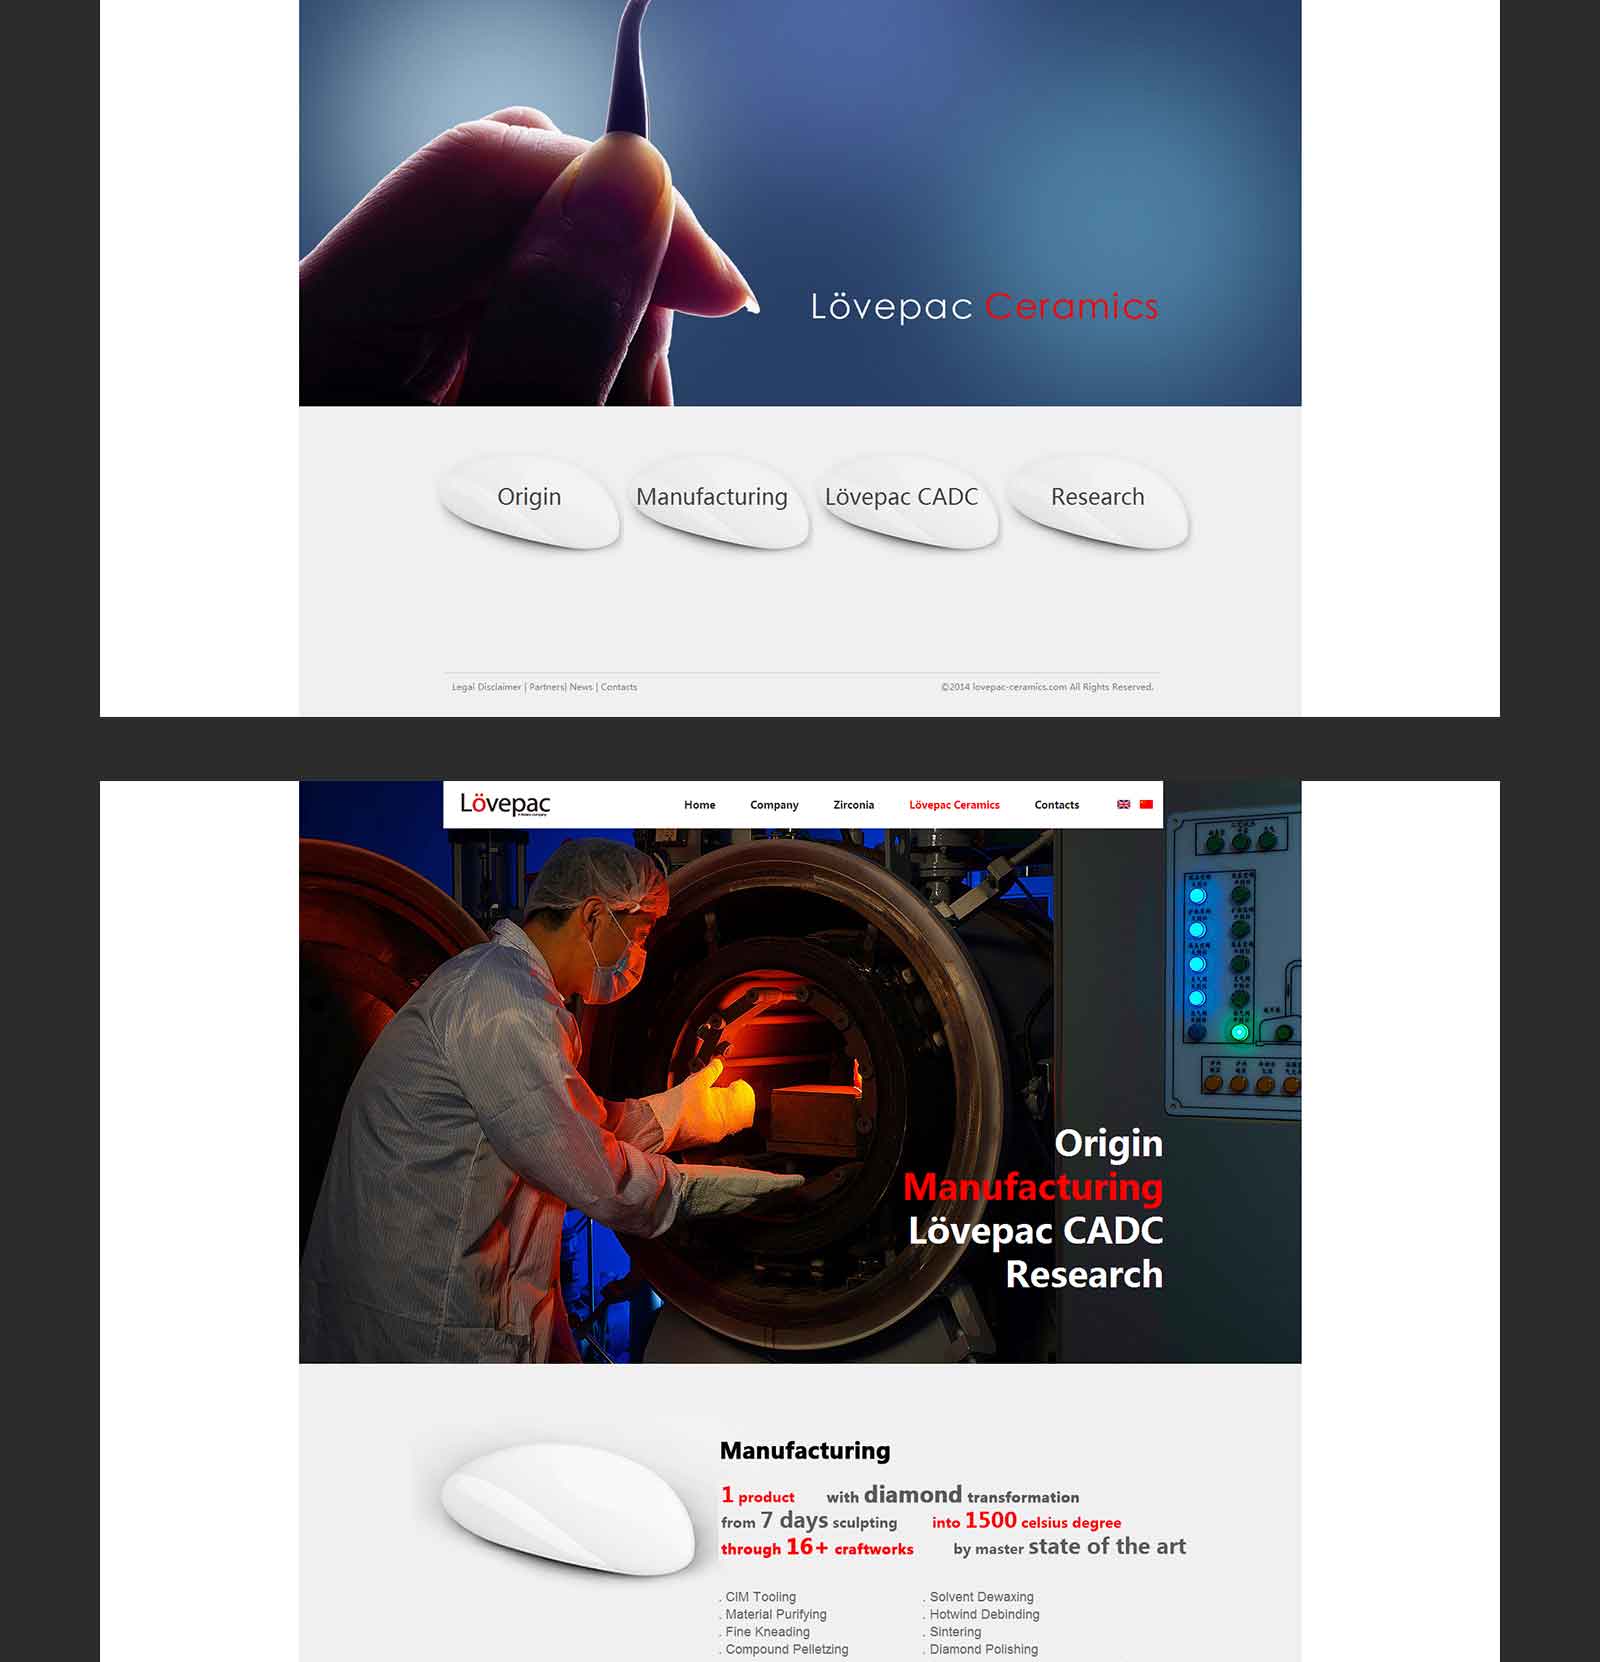 Lövepac Ceramics
Origin
Manufacturing
Lövepac CADC
Research
Legal Disclaimer | Partners| News | Contacts
©2014 lovepac-ceramics.com All Rights Reserved.
Lövepac
Home
Company
Zirconia
Lövepac Ceramics
Contacts
Origin
Manufacturing
Lövepac CADC
Research
Manufacturing
1 product with diamond transformation
from 7 days sculpting into 1500 celsius degree
through 16+ craftworks by master state of the art
. CIM Tooling
. Material Purifying
. Fine Kneading
. Compound Pelletzing
. Solvent Dewaxing
. Hotwind Debinding
. Sintering
. Diamond Polishing